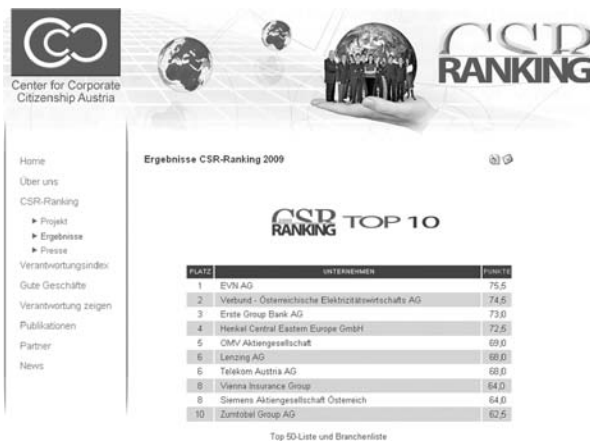 Center for Corporate
Citizenship Austria
CSR
RANKING
Home
Über uns
CSR-Ranking
Projekt
Ergebnisse
Presse
Verantwortungsindex
Gute Geschäfte
Verantwortung zeigen
Publikationen
Partner
News
Ergebnisse CSR-Ranking 2009
CSR
RANKING TOP 10
PLATZ UNTERNEHMEN PUNKTE
1 EVN AG 75,5
2 Verbund - Österreichische Elektrizitätswirtschafts AG 74,5
3 Erste Group Bank AG 73,0
4 Henkel Central Eastern Europe GmbH 72,5
5 OMV Aktiengesellschaft 69,0
6 Lenzing AG 68,0
6 Telekom Austria AG 68,0
8 Vienna Insurance Group 64,0
8 Siemens Aktiengesellschaft Österreich 64,0
10 Zumtobel Group AG 62,5
Top 50-Liste und Branchenliste